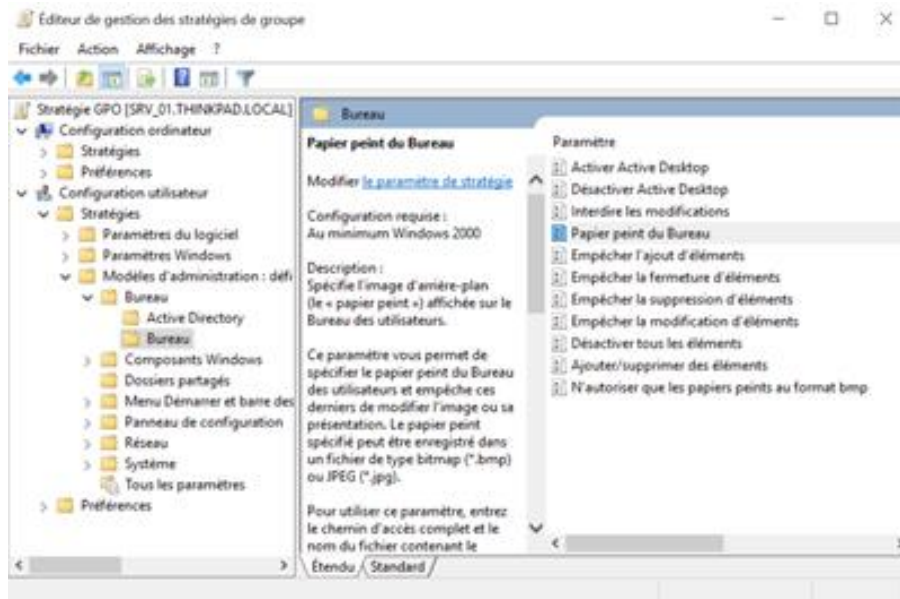 Éditeur de gestion des stratégies de groupe
Fichier Action Affichage ?
Stratégie GPO [SRV_01.THINKPAD.LOCAL]
Configuration ordinateur
Stratégies
Préférences
Configuration utilisateur
Stratégies
Paramètres du logiciel
Paramètres Windows
Modèles d'administration : défi
Bureau
Active Directory
Bureau
Composants Windows
Dossiers partagés
Menu Démarrer et barre des
Panneau de configuration
Réseau
Système
Tous les paramètres
Préférences
Bureau
Papier peint du Bureau
Modifier le paramètre de stratégie
Configuration requise :
Au minimum Windows 2000
Description :
Spécifie l'image d'arrière-plan
(le « papier peint ») affichée sur le
Bureau des utilisateurs.
Ce paramètre vous permet de
spécifier le papier peint du Bureau
des utilisateurs et empêche ces
derniers de modifier l'image ou sa
présentation. Le papier peint
spécifié peut être enregistré dans
un fichier de type bitmap (*.bmp)
ou JPEG (*.jpg).
Pour utiliser ce paramètre, entrez
le chemin d'accès complet et le
nom du fichier contenant le
Paramètre
Activer Active Desktop
Désactiver Active Desktop
Interdire les modifications
Papier peint du Bureau
Empêcher l'ajout d'éléments
Empêcher la fermeture d'éléments
Empêcher la suppression d'éléments
Empêcher la modification d'éléments
Désactiver tous les éléments
Ajouter/supprimer des éléments
N'autoriser que les papiers peints au format bmp
Étendu Standard